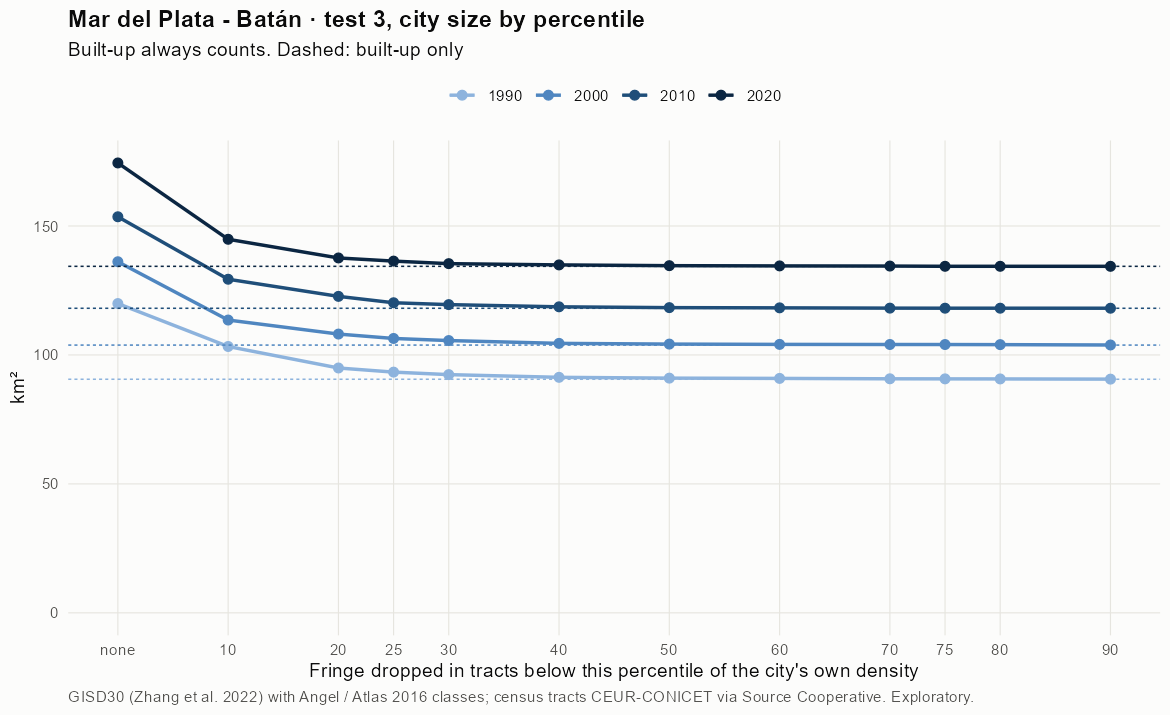 Mar del Plata - Batán · test 3, city size by percentile
Built-up always counts. Dashed: built-up only
1990 2000 2010 2020
150
100
50
0
km²
none 10 20 25 30 40 50 60 70 75 80 90
Fringe dropped in tracts below this percentile of the city's own density
GISD30 (Zhang et al. 2022) with Angel / Atlas 2016 classes; census tracts CEUR-CONICET via Source Cooperative. Exploratory.